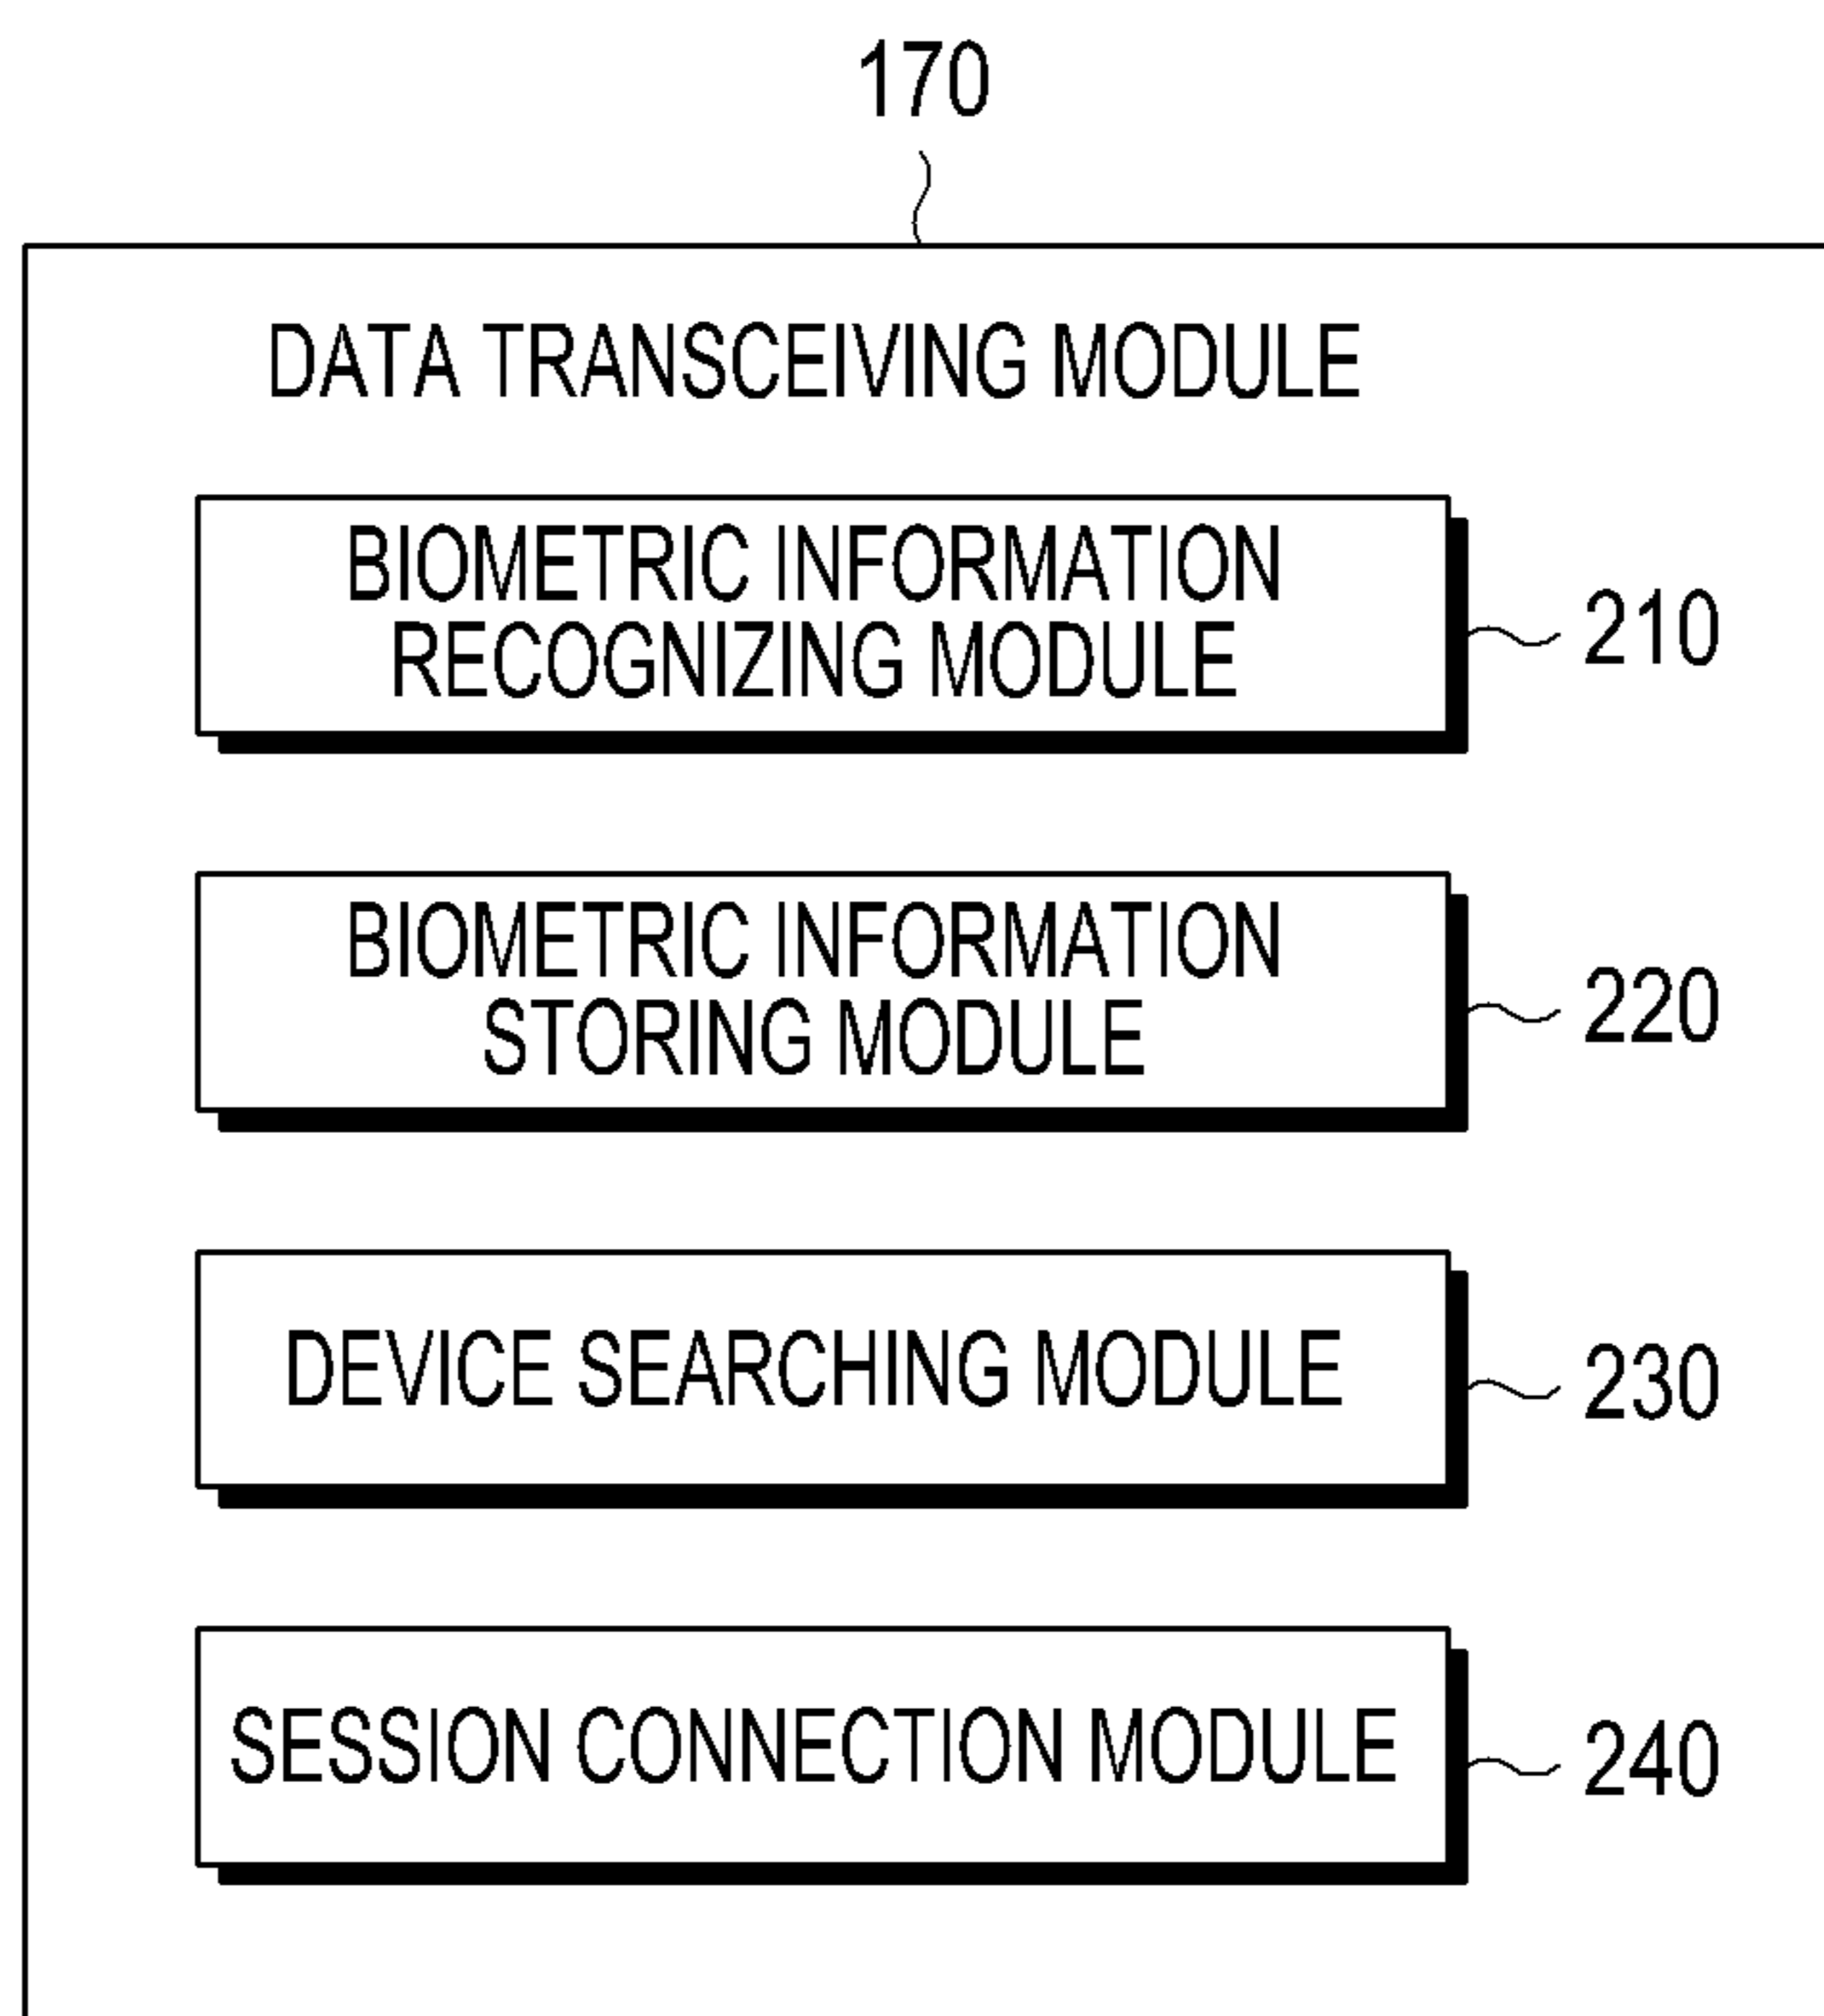 170
DATA TRANSCEIVING MODULE
BIOMETRIC INFORMATION
RECOGNIZING MODULE
210
BIOMETRIC INFORMATION
STORING MODULE
220
DEVICE SEARCHING MODULE
230
SESSION CONNECTION MODULE
240